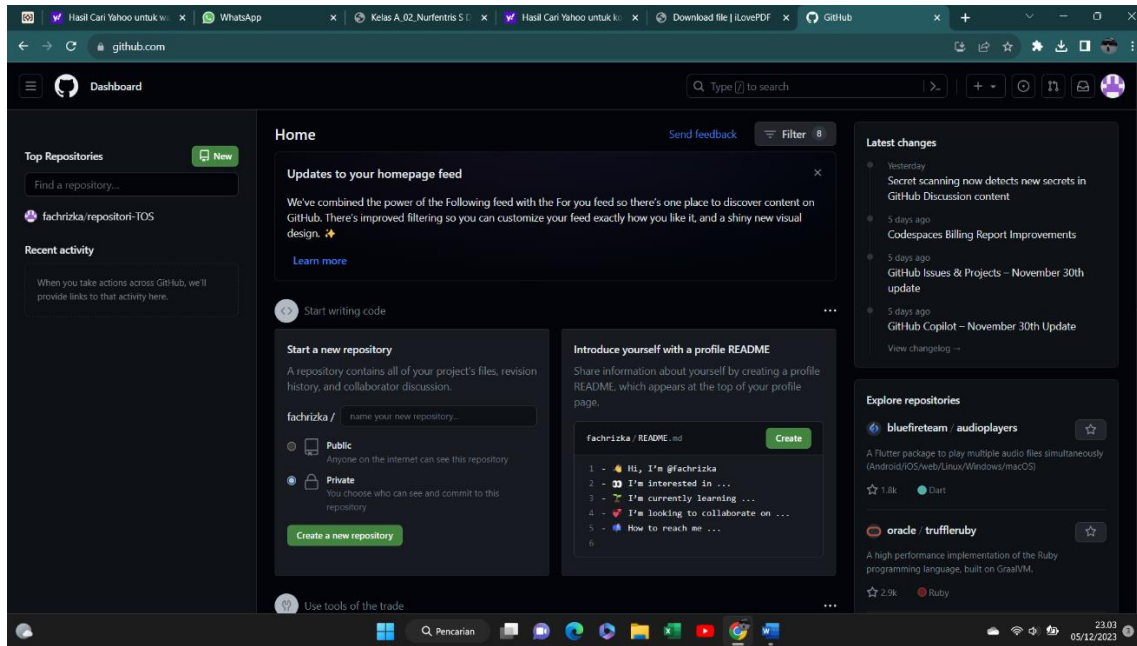 Hasil Cari Yahoo untuk wa
WhatsApp
Kelas A_02_Nurfentris S D
Hasil Cari Yahoo untuk ko
Download file | iLovePDF
GitHub
github.com
Dashboard
Type / to search
Top Repositories
New
Find a repository...
fachrizka/repositori-TOS
Recent activity
When you take actions across GitHub, we'll
provide links to that activity here.
Home
Send feedback
Filter 8
Updates to your homepage feed
We've combined the power of the Following feed with the For you feed so there's one place to discover content on
GitHub. There's improved filtering so you can customize your feed exactly how you like it, and a shiny new visual
design. ✨
Learn more
Start writing code
Start a new repository
A repository contains all of your project's files, revision
history, and collaborator discussion.
fachrizka / name your new repository...
Public
Anyone on the internet can see this repository
Private
You choose who can see and commit to this
repository
Create a new repository
Introduce yourself with a profile README
Share information about yourself by creating a profile
README, which appears at the top of your profile
page.
fachrizka / README.md
Create
1 - 👋 Hi, I'm @fachrizka
2 - 👀 I'm interested in ...
3 - 🌱 I'm currently learning ...
4 - 💞️ I'm looking to collaborate on ...
5 - 📫 How to reach me ...
6
Use tools of the trade
Latest changes
Yesterday
Secret scanning now detects new secrets in
GitHub Discussion content
5 days ago
Codespaces Billing Report Improvements
5 days ago
GitHub Issues & Projects – November 30th
update
5 days ago
GitHub Copilot – November 30th Update
View changelog →
Explore repositories
bluefireteam / audioplayers
A Flutter package to play multiple audio files simultaneously
(Android/iOS/web/Linux/Windows/macOS)
1.8k Dart
oracle / truffleruby
A high performance implementation of the Ruby
programming language, built on GraalVM.
2.9k Ruby
Pencarian
23.03
05/12/2023